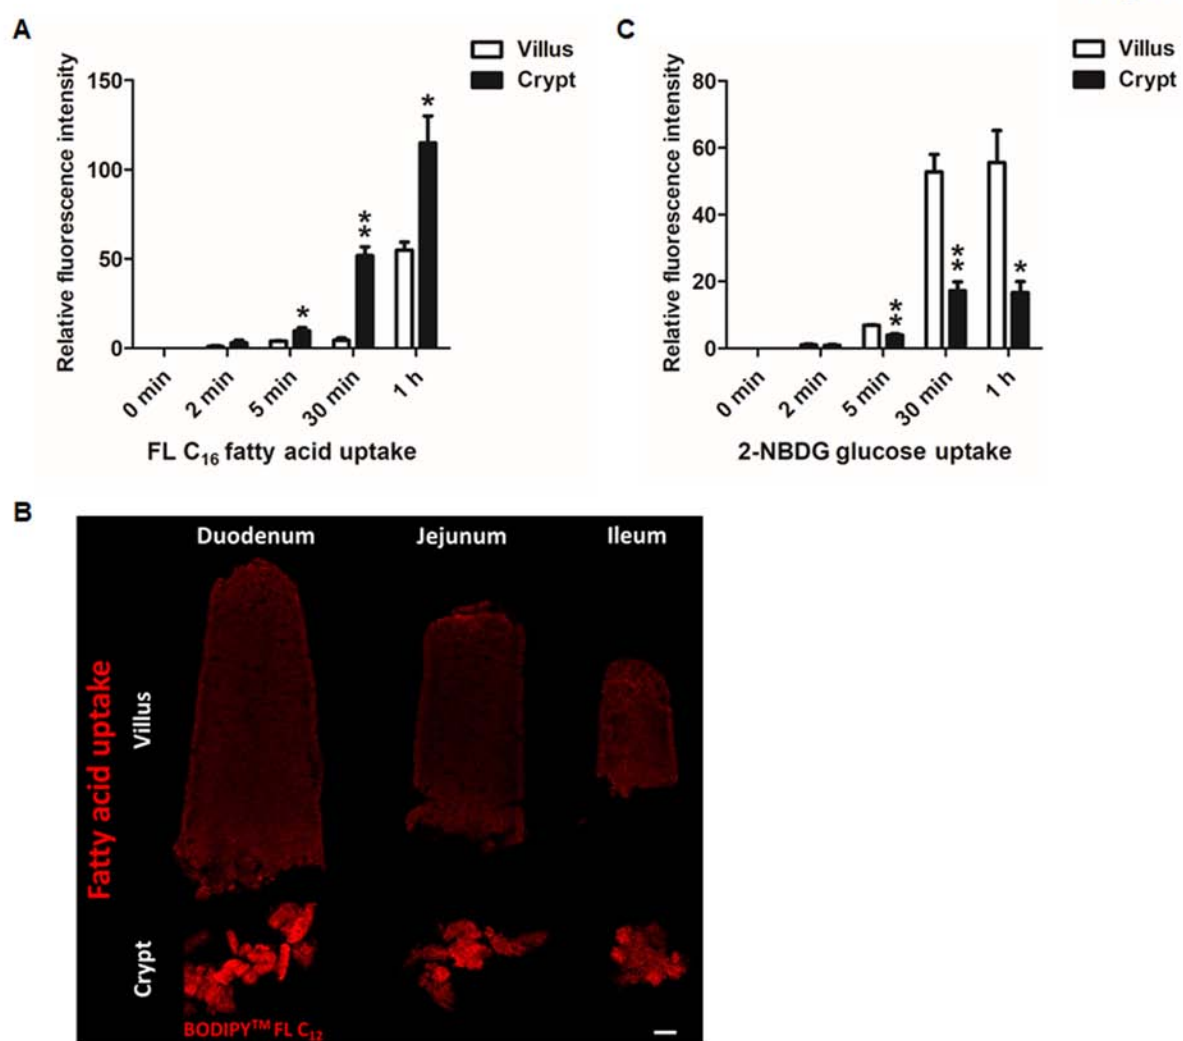 A
Villus
Crypt
*
150
100
50
0
Relative fluorescence intensity
*
*
*
*
0 min
2 min
5 min
30 min
1 h
FL C₁₆ fatty acid uptake
C
Villus
Crypt
80
60
40
20
0
Relative fluorescence intensity
*
*
*
*
*
0 min
2 min
5 min
30 min
1 h
2-NBDG glucose uptake
B
Duodenum Jejunum Ileum
Fatty acid uptake
Villus
Crypt
BODIPY™ FL C₁₂